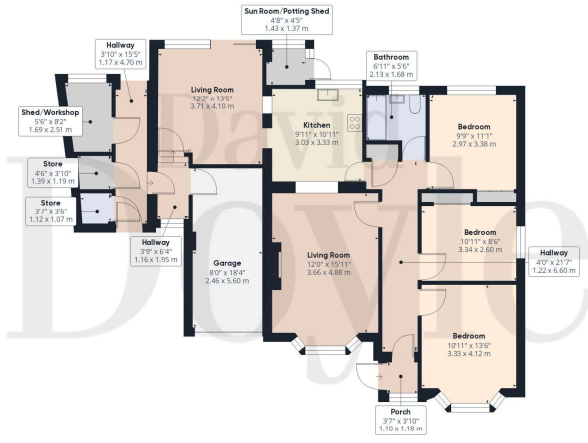 Sun Room/Potting Shed
4'8" x 4'5"
1.43 x 1.37 m
Hallway
3'10" x 15'5"
1.17 x 4.70 m
Living Room
12'2" x 13'5"
3.71 x 4.10 m
Bathroom
6'11" x 5'6"
2.13 x 1.68 m
Shed/Workshop
5'6" x 8'2"
1.69 x 2.51 m
Kitchen
9'11" x 10'11"
3.03 x 3.33 m
Bedroom
9'9" x 11'1"
2.97 x 3.38 m
Store
4'6" x 3'10"
1.39 x 1.19 m
Store
3'7" x 3'6"
1.12 x 1.07 m
Hallway
3'9" x 6'4"
1.16 x 1.95 m
Garage
8'0" x 18'4"
2.46 x 5.60 m
Living Room
12'0" x 15'11"
3.66 x 4.88 m
Bedroom
10'11" x 8'6"
3.34 x 2.60 m
Hallway
4'0" x 21'7"
1.22 x 6.60 m
Bedroom
10'11" x 13'6"
3.33 x 4.12 m
Porch
3'7" x 3'10"
1.10 x 1.18 m
David
Doyle